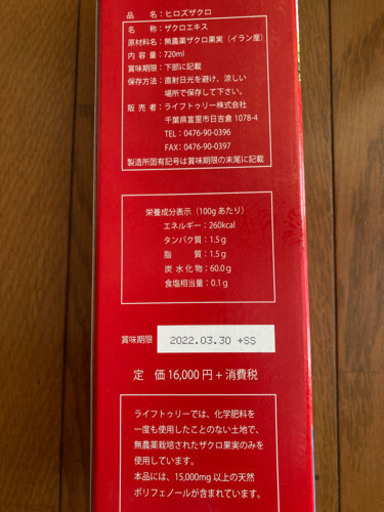 品　　名：ヒロズザクロ
名　　称：ザクロエキス
原材料名：無農薬ザクロ果実（イラン産）
内 容 量：720ml
賞味期限：下部に記載
保存方法：直射日光を避け、涼しい
場所で保存して下さい。
販 売 者：ライフトゥリー株式会社
千葉県富里市日吉倉 1078-4
TEL: 0476-90-0396
FAX: 0476-90-0397
製造所固有記号は賞味期限の末尾に記載
栄養成分表示（100g あたり）
エネルギー：260kcal
タンパク質：1.5 g
脂　　質：1.5 g
炭 水 化 物：60.0 g
食塩相当量：0.1 g
賞味期限 2022.03.30 +SS
定　価 16,000 円 + 消費税
ライフトゥリーでは、化学肥料を
一度も使用したことのない土地で、
無農薬栽培されたザクロ果実のみを
使用しています。
本品には、15,000mg 以上の天然
ポリフェノールが含まれています。